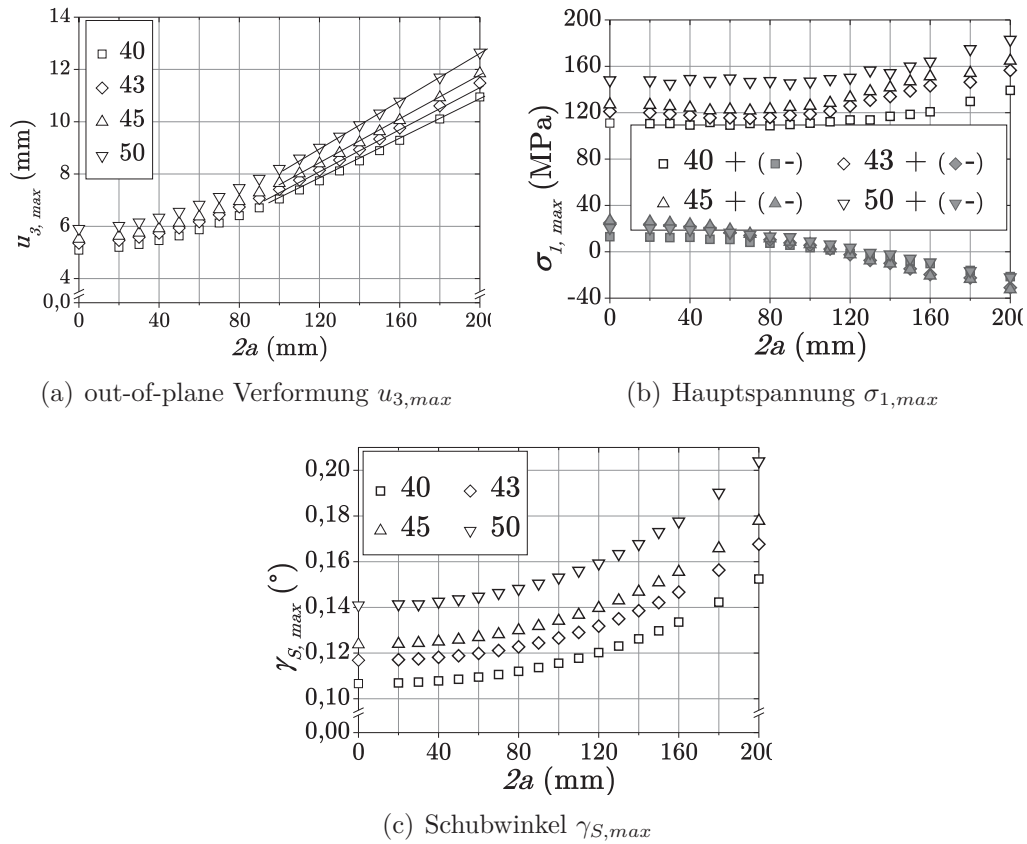 14
12
10
8
6
4
0,0
u3, max (mm)
40
43
45
50
0 40 80 120 160 200
2a (mm)
(a) out-of-plane Verformung u3,max
200
160
120
80
40
0
-40
σ1, max (MPa)
40 + ( -) 43 + ( -)
45 + ( -) 50 + ( -)
0 40 80 120 160 200
2a (mm)
(b) Hauptspannung σ1,max
0,20
0,18
0,16
0,14
0,12
0,10
0,00
γS, max (°)
40 43
45 50
0 40 80 120 160 200
2a (mm)
(c) Schubwinkel γS,max